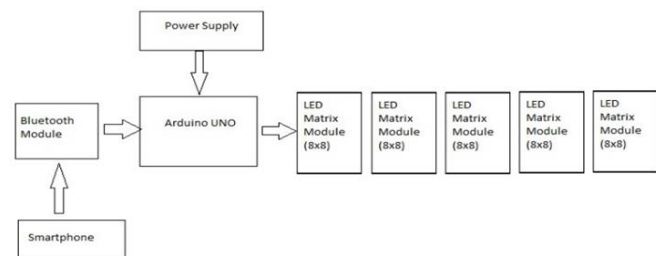 Power Supply
Bluetooth
Module
Arduino UNO
LED
Matrix
Module
(8x8)
LED
Matrix
Module
(8x8)
LED
Matrix
Module
(8x8)
LED
Matrix
Module
(8x8)
LED
Matrix
Module
(8x8)
Smartphone